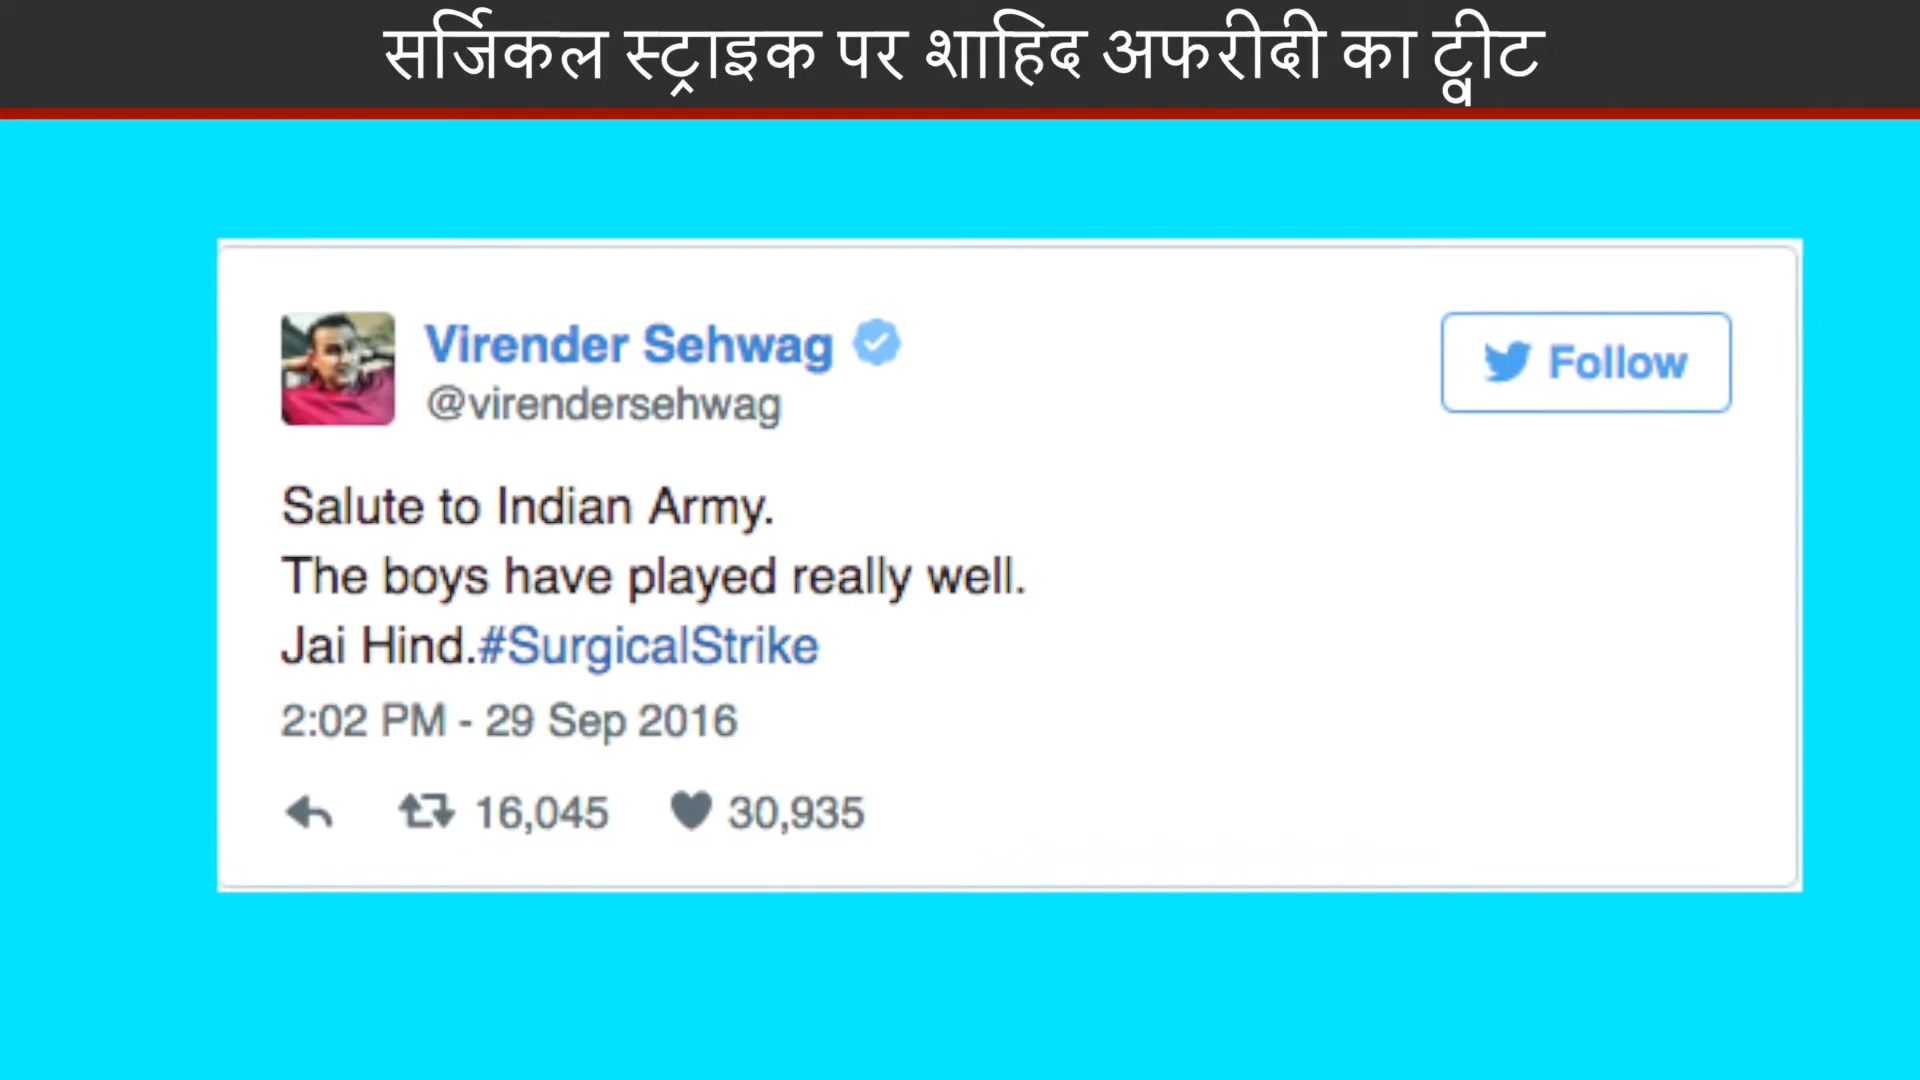 सर्जिकल स्ट्राइक पर शाहिद अफरीदी का ट्वीट
Virender Sehwag
@virendersehwag
Follow
Salute to Indian Army.
The boys have played really well.
Jai Hind.#SurgicalStrike
2:02 PM - 29 Sep 2016
16,045 30,935